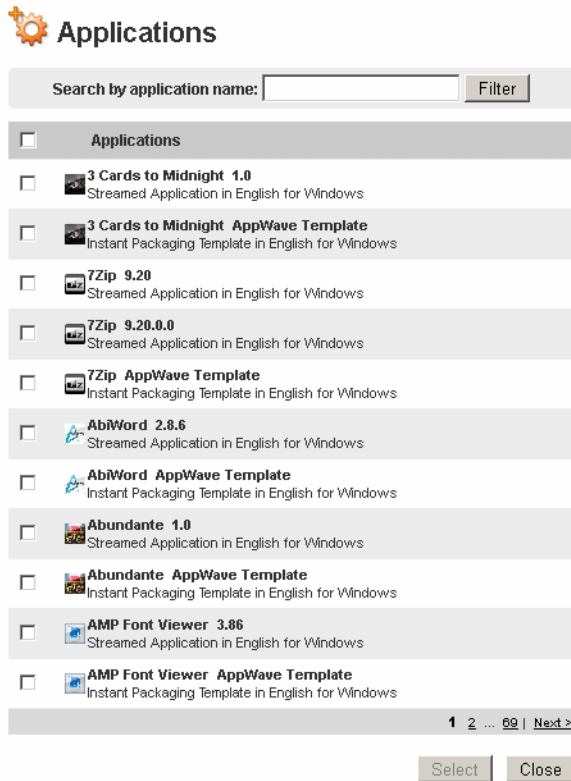 Applications
Search by application name: Filter
Applications
3 Cards to Midnight 1.0
Streamed Application in English for Windows
3 Cards to Midnight AppWave Template
Instant Packaging Template in English for Windows
7Zip 9.20
Streamed Application in English for Windows
7Zip 9.20.0.0
Streamed Application in English for Windows
7Zip AppWave Template
Instant Packaging Template in English for Windows
AbiWord 2.8.6
Streamed Application in English for Windows
AbiWord AppWave Template
Instant Packaging Template in English for Windows
Abundante 1.0
Streamed Application in English for Windows
Abundante AppWave Template
Instant Packaging Template in English for Windows
AMP Font Viewer 3.86
Streamed Application in English for Windows
AMP Font Viewer AppWave Template
Instant Packaging Template in English for Windows
1 2 ... 69 | Next >
Select Close